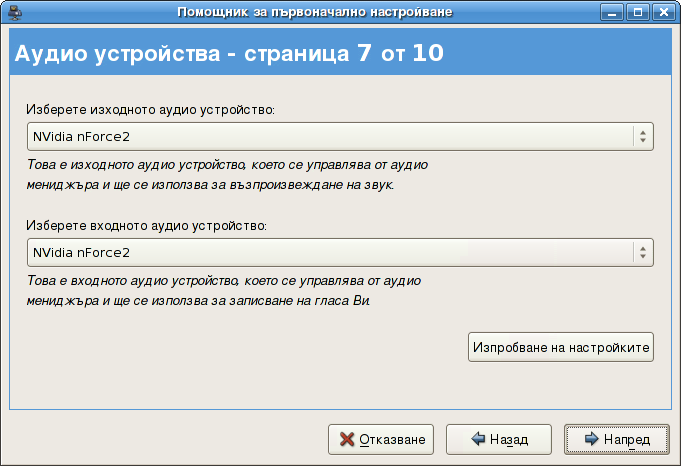 Помощник за първоначално настройване
Аудио устройства - страница 7 от 10
Изберете изходното аудио устройство:
NVidia nForce2
Това е изходното аудио устройство, което се управлява от аудио
мениджъра и ще се използва за възпроизвеждане на звук.
Изберете входното аудио устройство:
NVidia nForce2
Това е входното аудио устройство, което се управлява от аудио
мениджъра и ще се използва за записване на гласа Ви.
Изпробване на настройките
Отказване
Назад
Напред